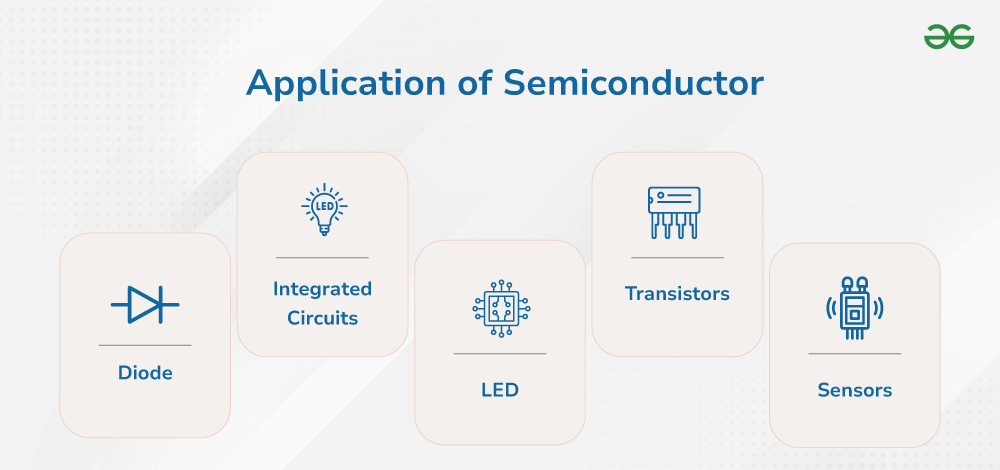 Application of Semiconductor
Diode
LED
Integrated
Circuits
LED
Transistors
Sensors